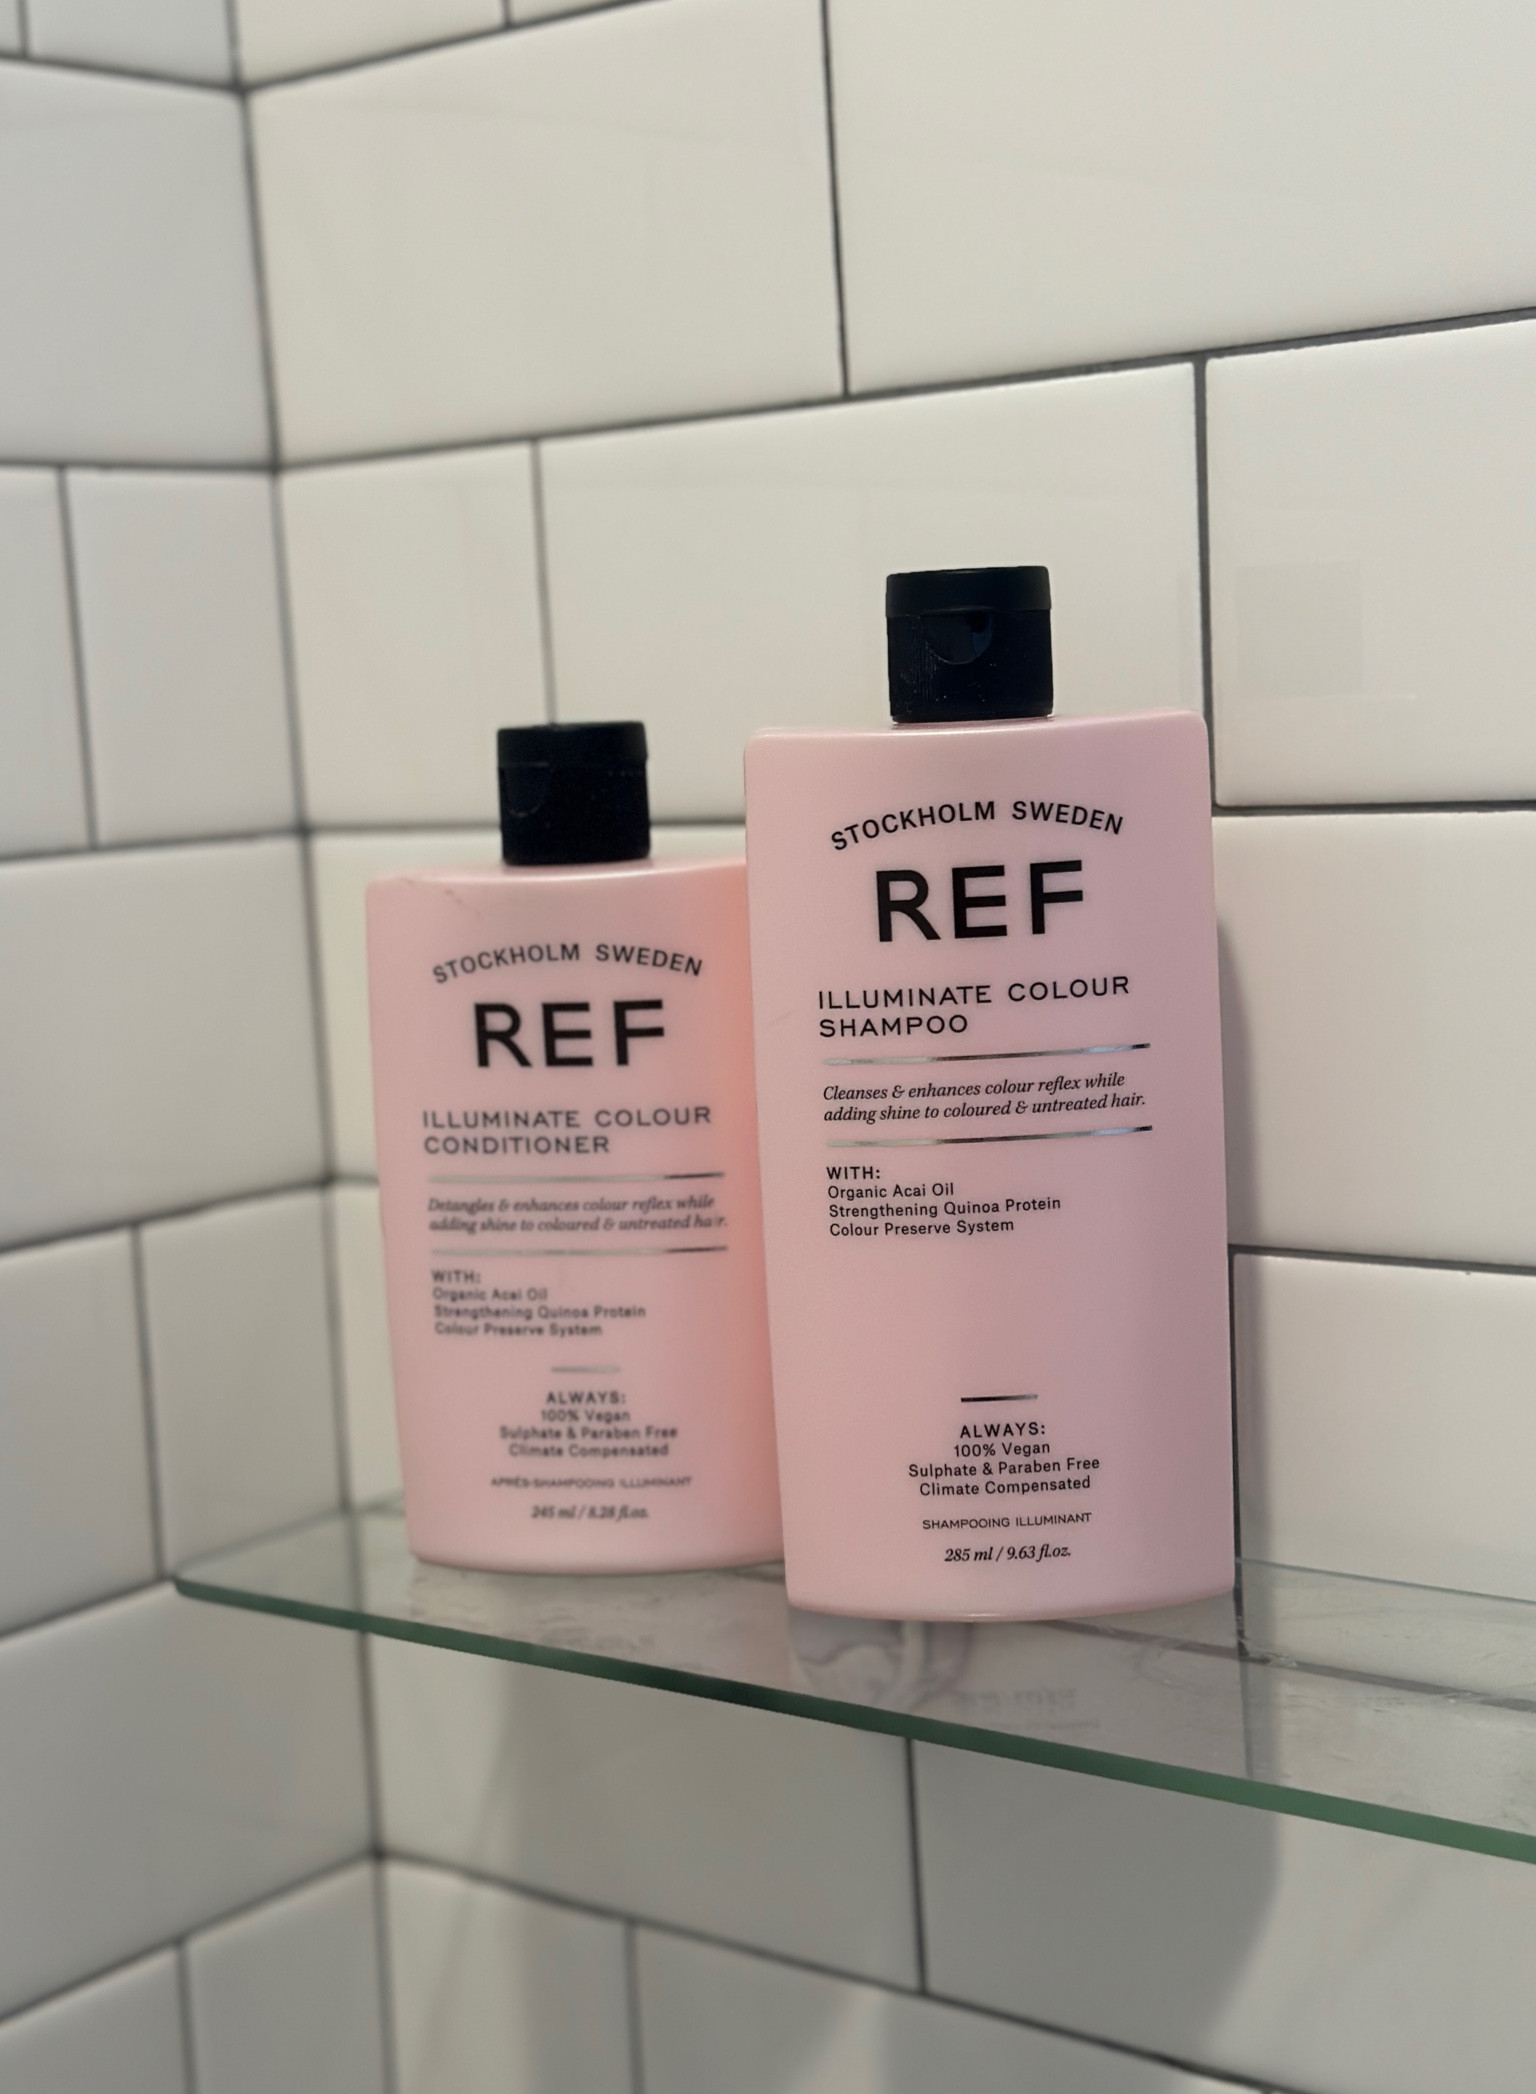 STOCKHOLM SWEDEN
REF
ILLUMINATE COLOUR
CONDITIONER
Detangles & enhances colour reflex while
adding shine to coloured & untreated hair.
WITH:
Organic Acai Oil
Strengthening Quinoa Protein
Colour Preserve System
ALWAYS:
100% Vegan
Sulphate & Paraben Free
Climate Compensated
APRÈS-SHAMPOOING ILLUMINANT
245 ml / 8.28 fl.oz.
STOCKHOLM SWEDEN
REF
ILLUMINATE COLOUR
SHAMPOO
Cleanses & enhances colour reflex while
adding shine to coloured & untreated hair.
WITH:
Organic Acai Oil
Strengthening Quinoa Protein
Colour Preserve System
ALWAYS:
100% Vegan
Sulphate & Paraben Free
Climate Compensated
SHAMPOOING ILLUMINANT
285 ml / 9.63 fl.oz.